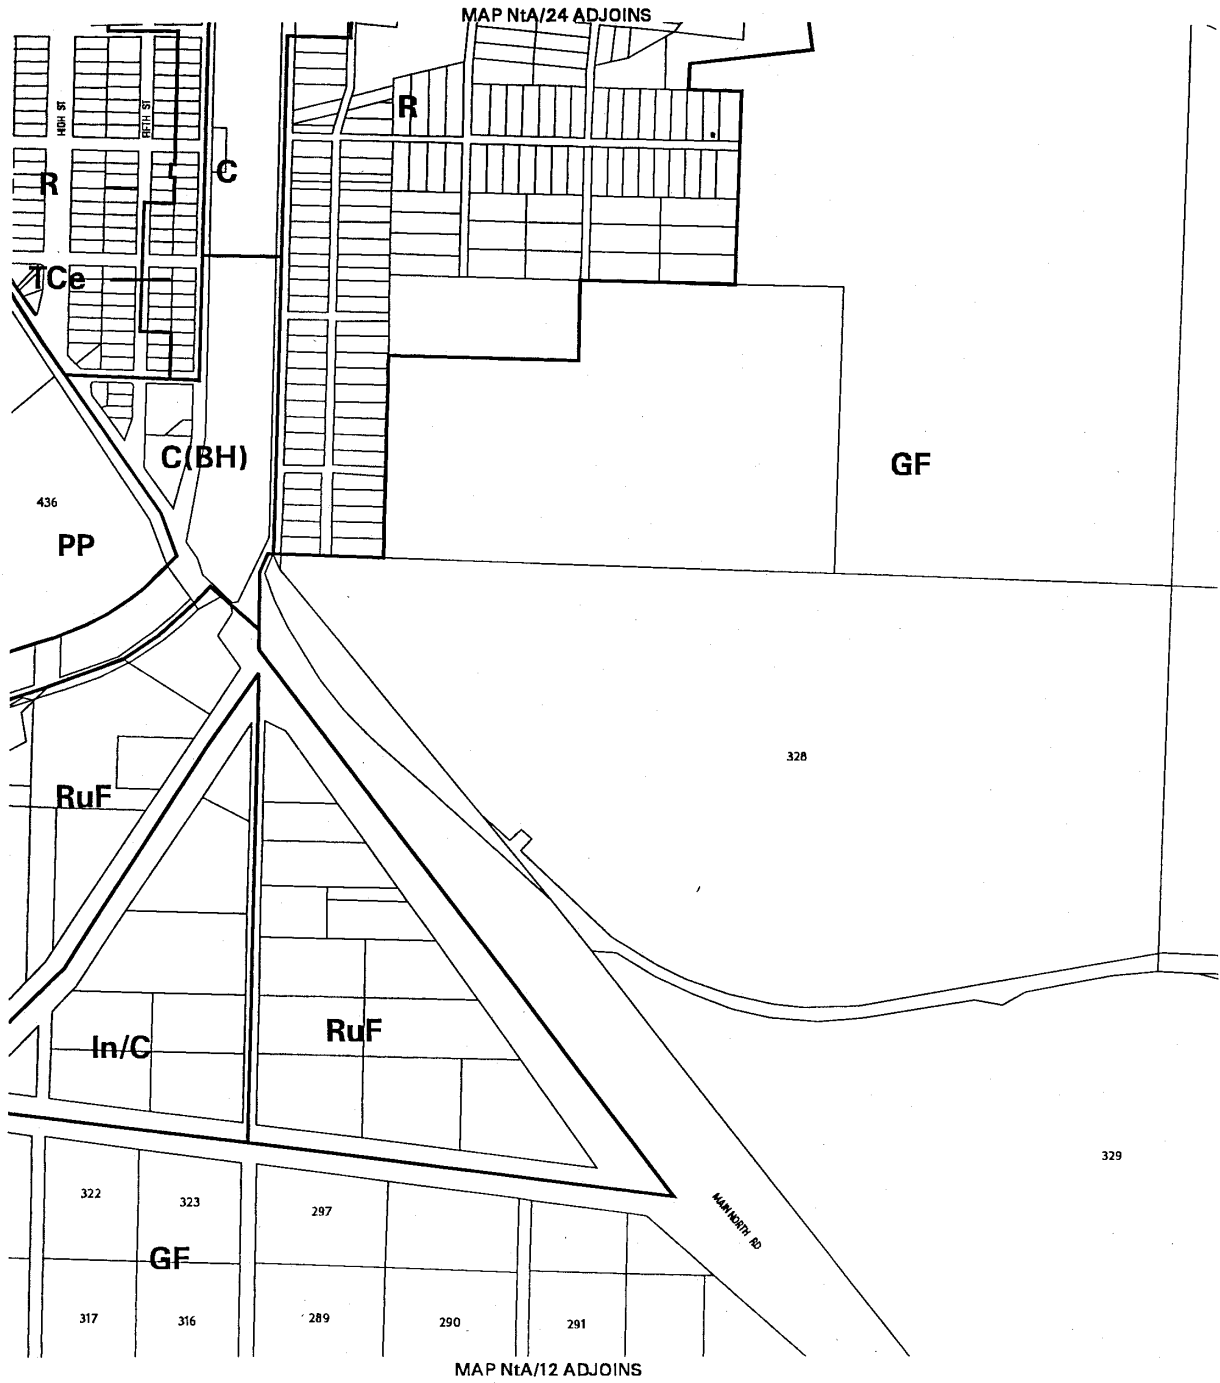 MAP NtA/24 ADJOINS
HIGH ST
FIFTH ST
R
R
C
TCe
C(BH)
GF
436
PP
328
RuF
In/C
RuF
329
322
323
297
MAIN NORTH RD
GF
317
316
289
290
291
MAP NtA/12 ADJOINS